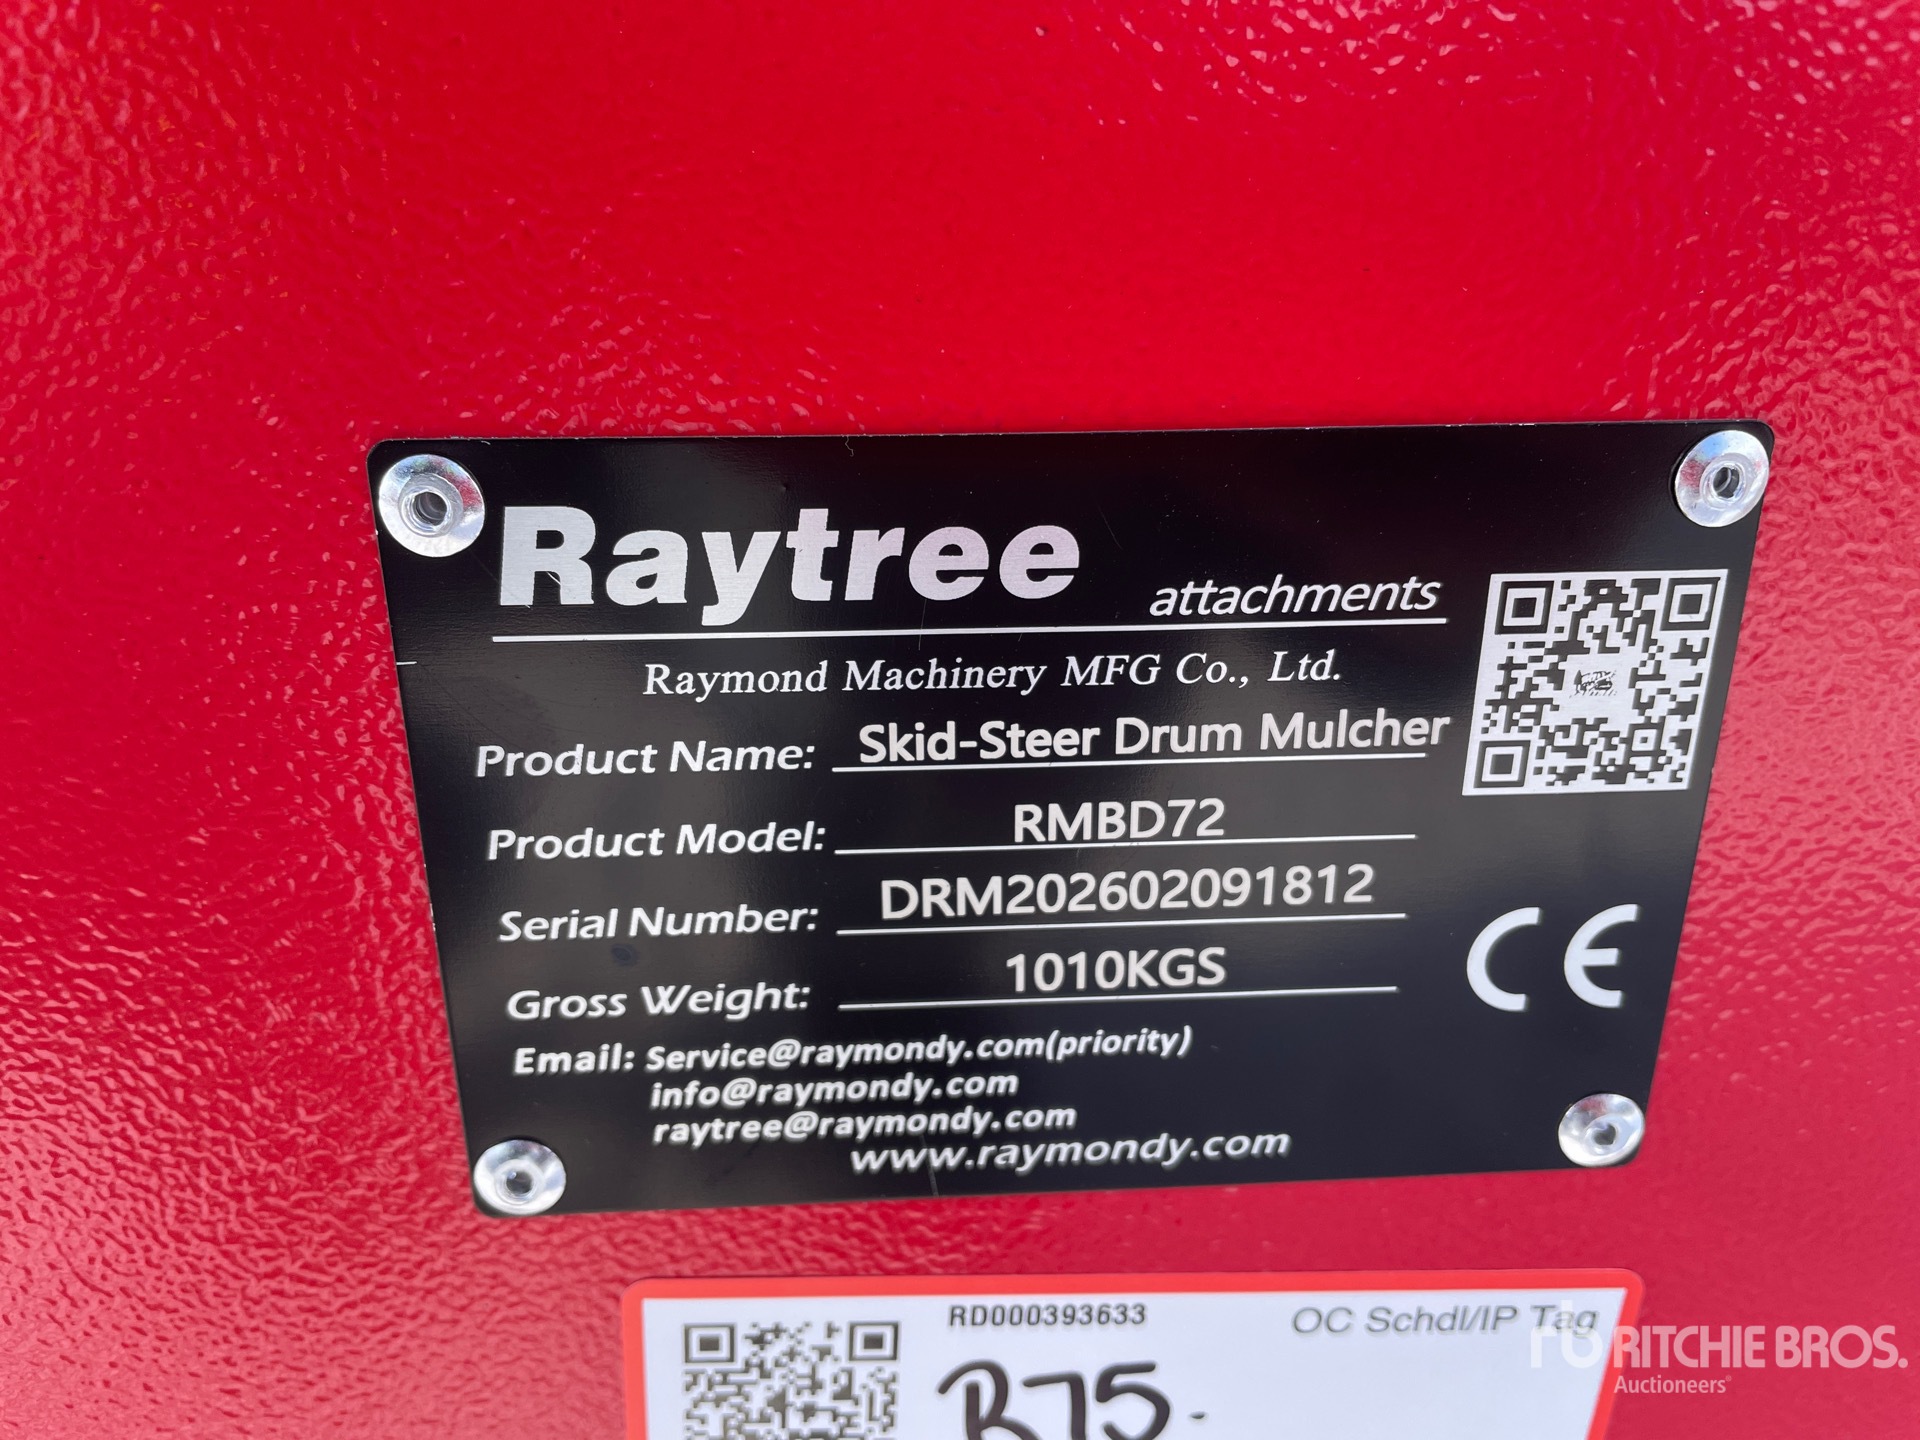 Raytree attachments
Raymond Machinery MFG Co., Ltd.
Product Name: Skid-Steer Drum Mulcher
Product Model: RMBD72
Serial Number: DRM202602091812
Gross Weight: 1010KGS
CE
Email: Service@raymondy.com(priority)
info@raymondy.com
raytree@raymondy.com
www.raymondy.com
RD000393633 OC Schdl/IP Tag
R75.
rb RITCHIE BROS.
Auctioneers